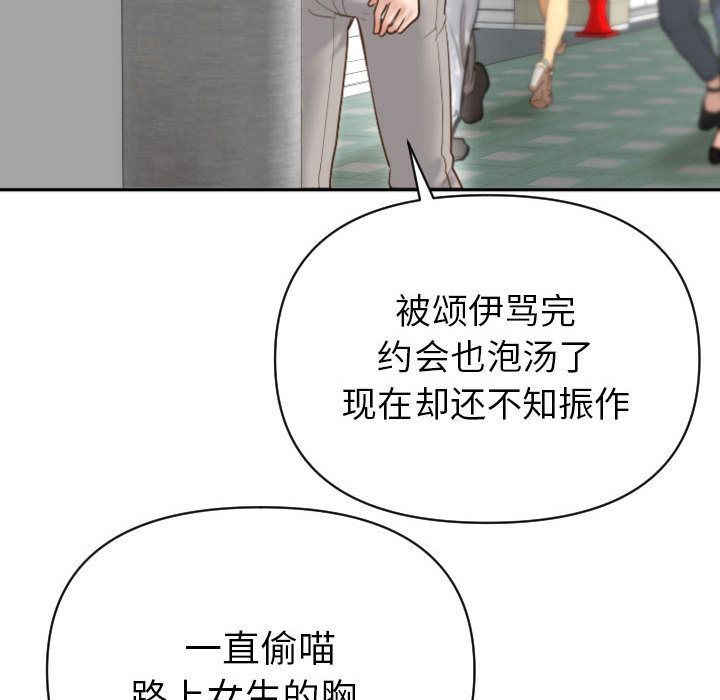 被颂伊骂完
约会也泡汤了
现在却还不知振作
一直偷喵
路上女生的胸